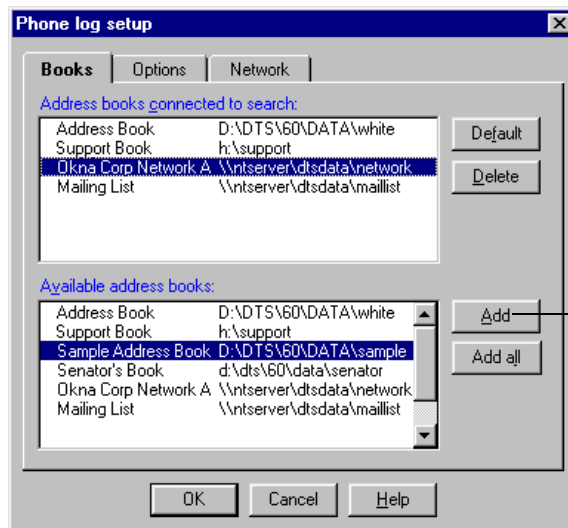 Phone log setup
Books Options Network
Address books connected to search:
Address Book D:\DTS\60\DATA\white
Support Book h:\support
Okna Corp Network A \\ntserver\dtsdata\network
Mailing List \\ntserver\dtsdata\maillist
Default
Delete
Available address books:
Address Book D:\DTS\60\DATA\white
Support Book h:\support
Sample Address Book D:\DTS\60\DATA\sample
Senator's Book d:\dts\60\data\senator
Okna Corp Network A \\ntserver\dtsdata\network
Mailing List \\ntserver\dtsdata\maillist
Add
Add all
OK Cancel Help